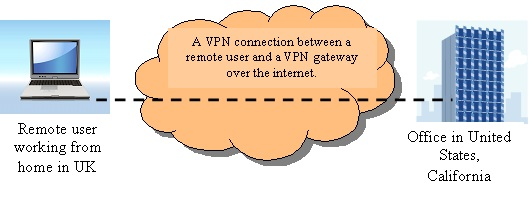 A VPN connection between a
remote user and a VPN gateway
over the internet.
Remote user
working from
home in UK
Office in United
States,
California